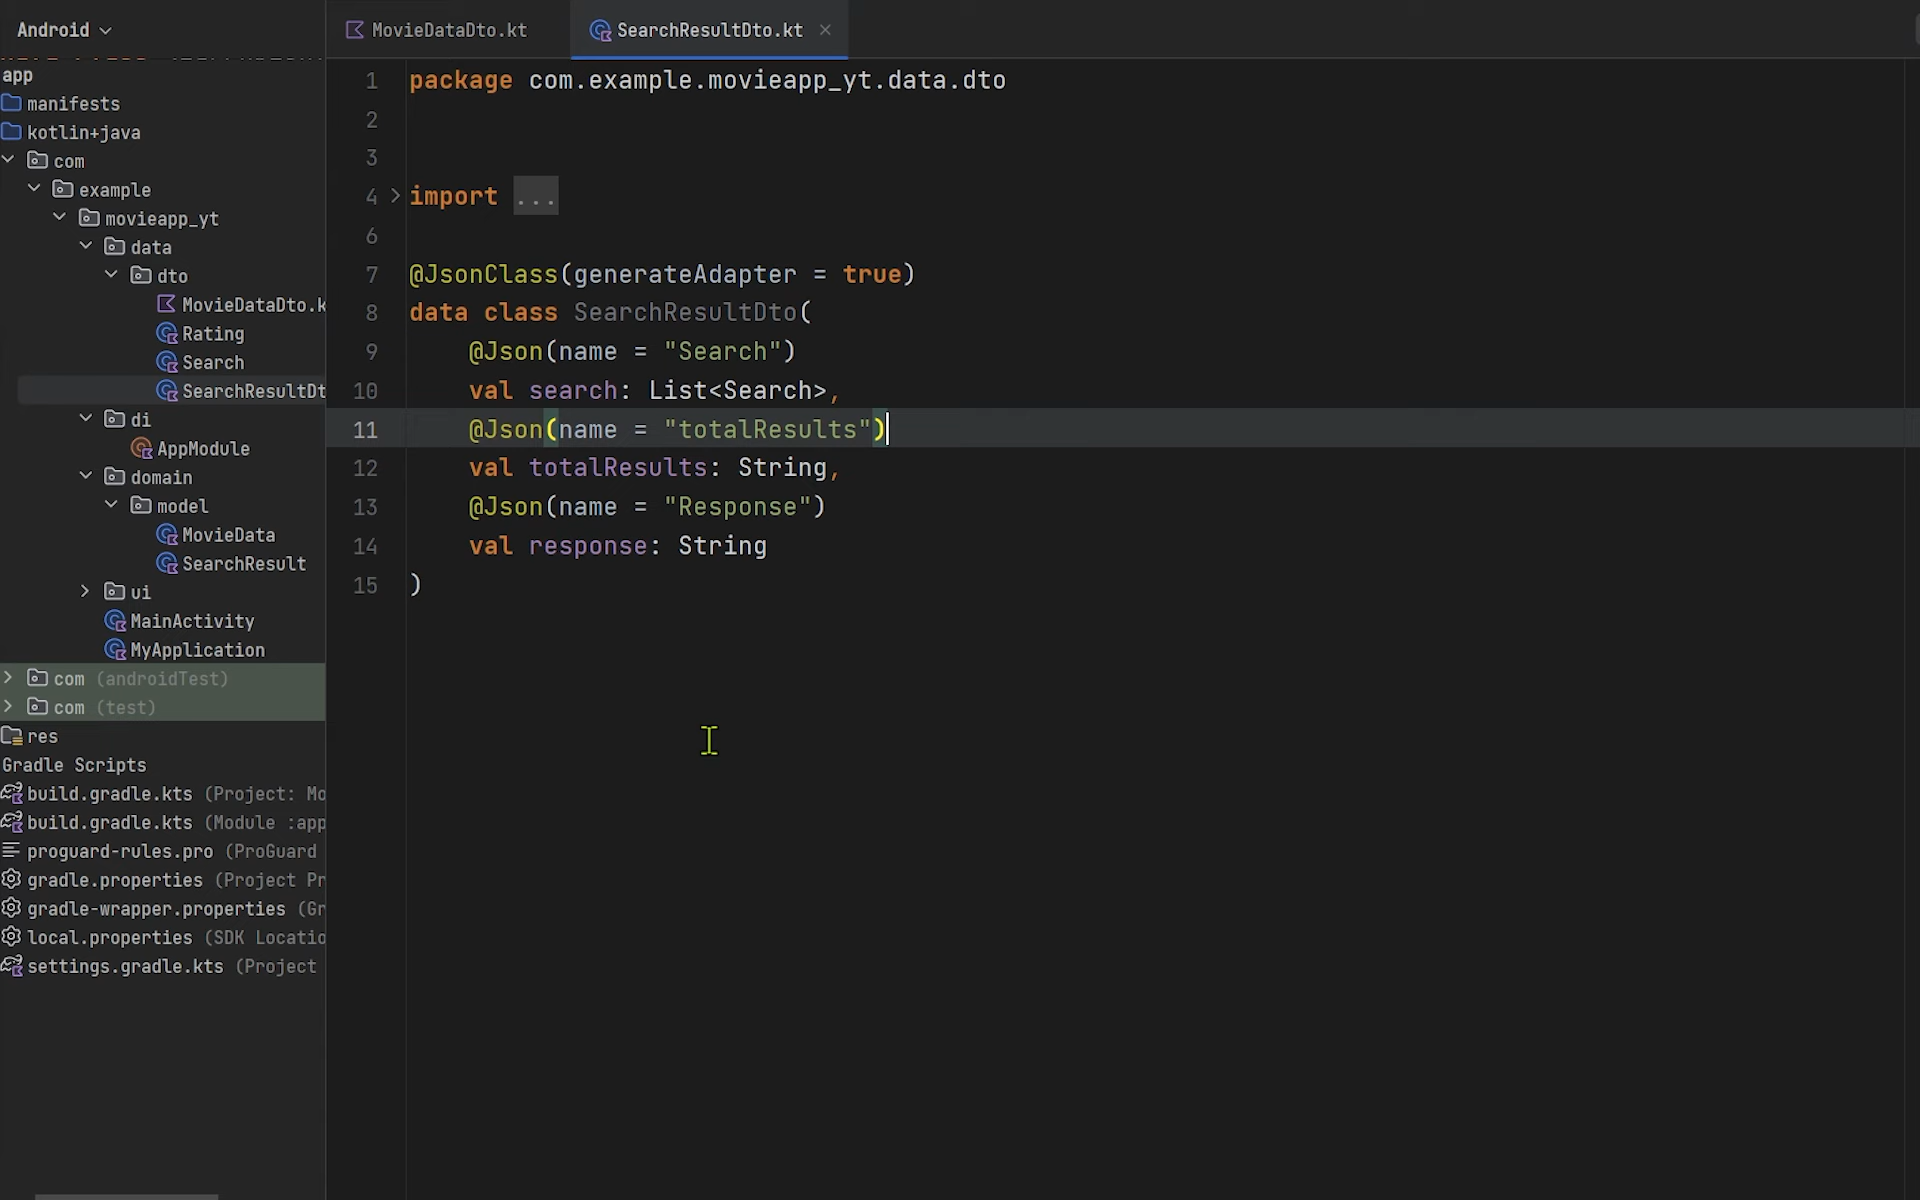 Android
MovieDataDto.kt
SearchResultDto.kt
app
manifests
kotlin+java
com
example
movieapp_yt
data
dto
MovieDataDto.k
Rating
Search
SearchResultDt
di
AppModule
domain
model
MovieData
SearchResult
ui
MainActivity
MyApplication
com (androidTest)
com (test)
res
Gradle Scripts
build.gradle.kts (Project: Mo
build.gradle.kts (Module :app
proguard-rules.pro (ProGuard
gradle.properties (Project Pr
gradle-wrapper.properties (Gr
local.properties (SDK Locatio
settings.gradle.kts (Project
1 package com.example.movieapp_yt.data.dto
2
3
4 import ...
6
7 @JsonClass(generateAdapter = true)
8 data class SearchResultDto(
9 @Json(name = "Search")
10 val search: List<Search>,
11 @Json(name = "totalResults")
12 val totalResults: String,
13 @Json(name = "Response")
14 val response: String
15 )